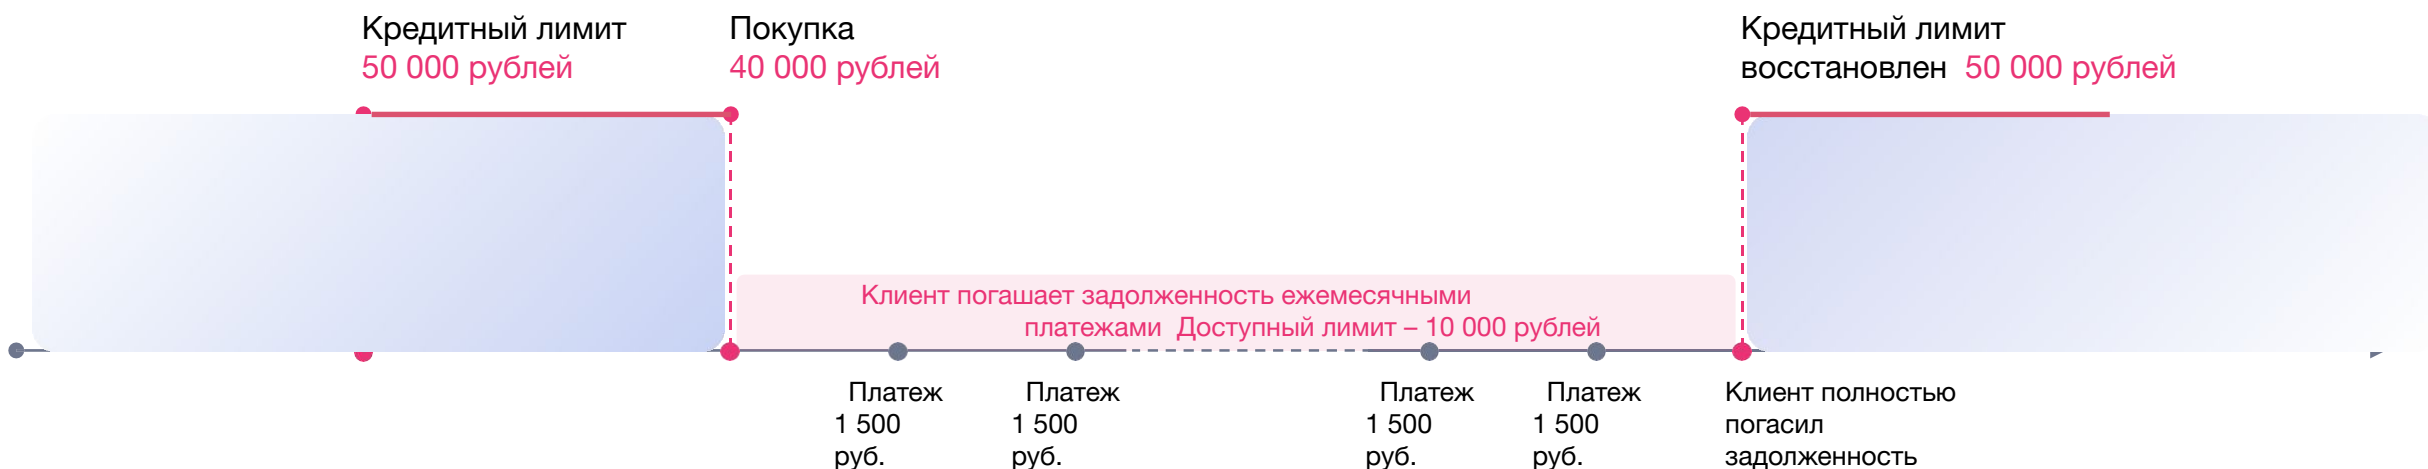 Кредитный лимит
50 000 рублей
Покупка
40 000 рублей
Кредитный лимит
восстановлен 50 000 рублей
Клиент погашает задолженность ежемесячными
платежами Доступный лимит – 10 000 рублей
Платеж
1 500
руб.
Платеж
1 500
руб.
Платеж
1 500
руб.
Платеж
1 500
руб.
Клиент полностью
погасил
задолженность